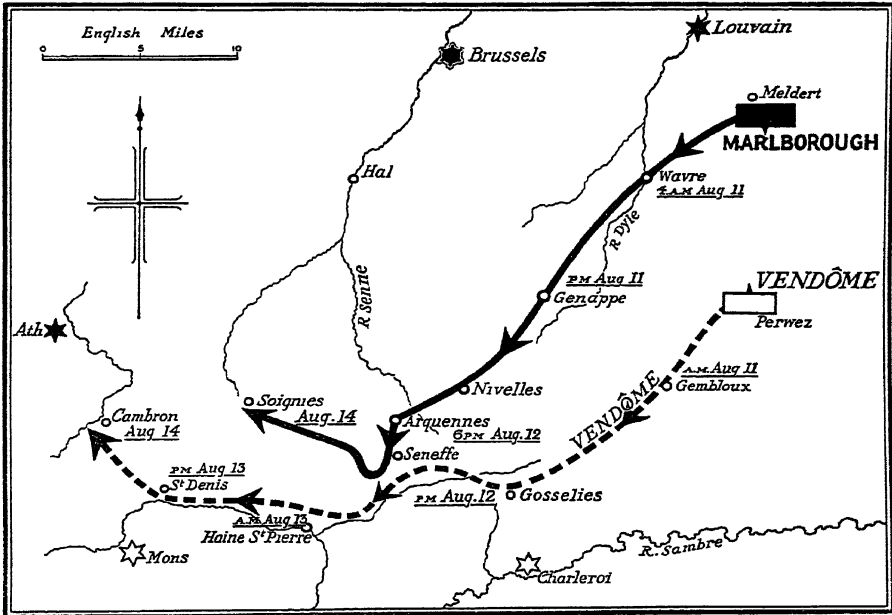 English Miles
0 5 10
Brussels
Louvain
Meldert
MARLBOROUGH
Hal
Wavre
4 A.M Aug 11
R Dyle
PM Aug 11
Genappe
VENDÔME
Perwez
R Senne
Ath
A.M. Aug 11
Gembloux
VENDÔME
Nivelles
Soignies
Aug. 14
Cambron
Aug 14
Arquennes
6 PM Aug. 12
Seneffe
PM Aug 13
St Denis
PM Aug. 12
Gosselies
A.M Aug 13
Haine St Pierre
Mons
R. Sambre
Charleroi